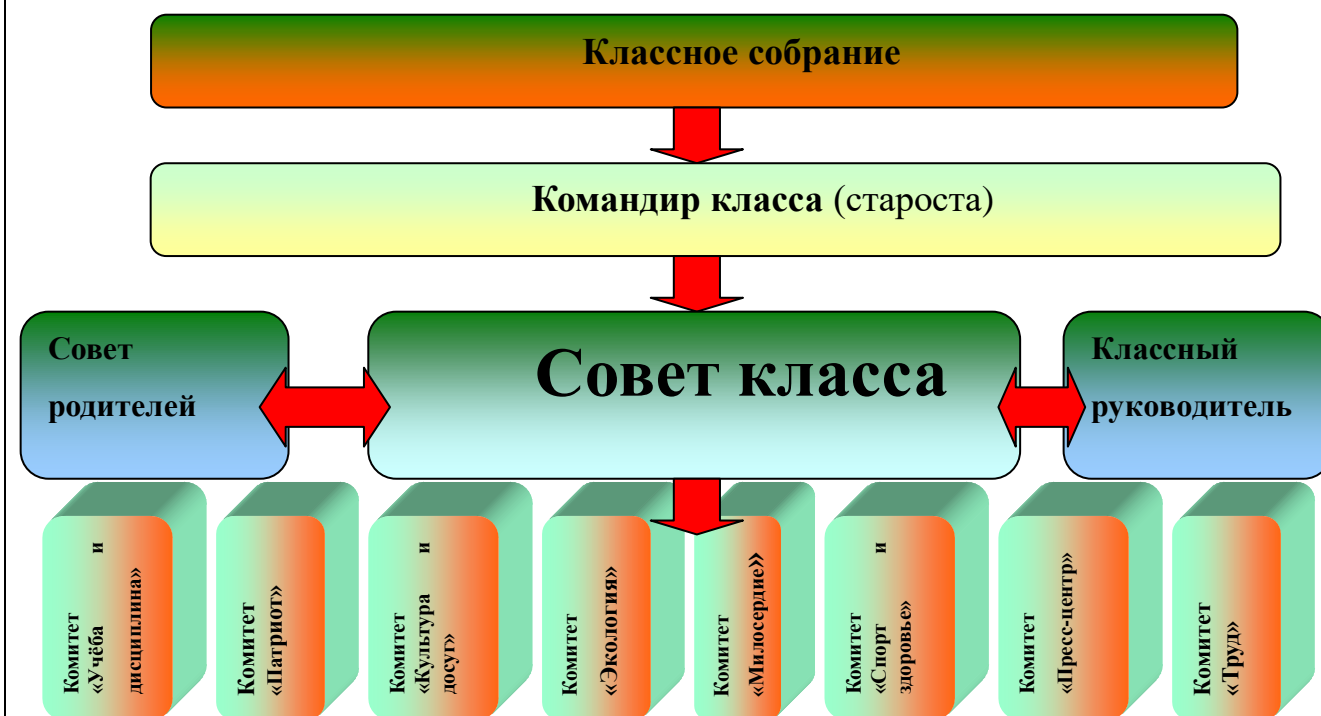 Классное собрание
Командир класса (староста)
Совет
родителей
Совет класса
Классный
руководитель
Комитет
«Учёба и
дисциплина»
Комитет
«Патриот»
Комитет
«Культура и
досуг»
Комитет
«Экология»
Комитет
«Милосердие»
Комитет
«Спорт и
здоровье»
Комитет
«Пресс-центр»
Комитет
«Труд»